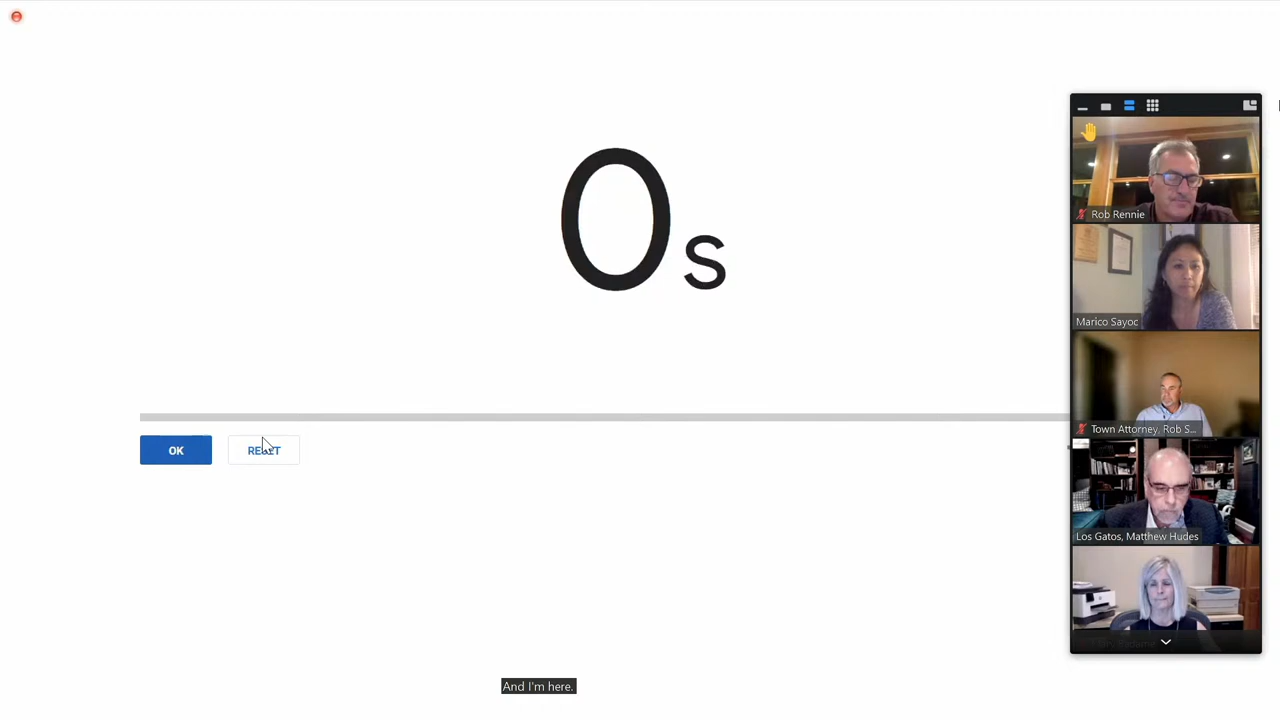 0s
OK
RESET
Rob Rennie
Marico Sayoc
Town Attorney, Rob S...
Los Gatos, Matthew Hudes
And I'm here.